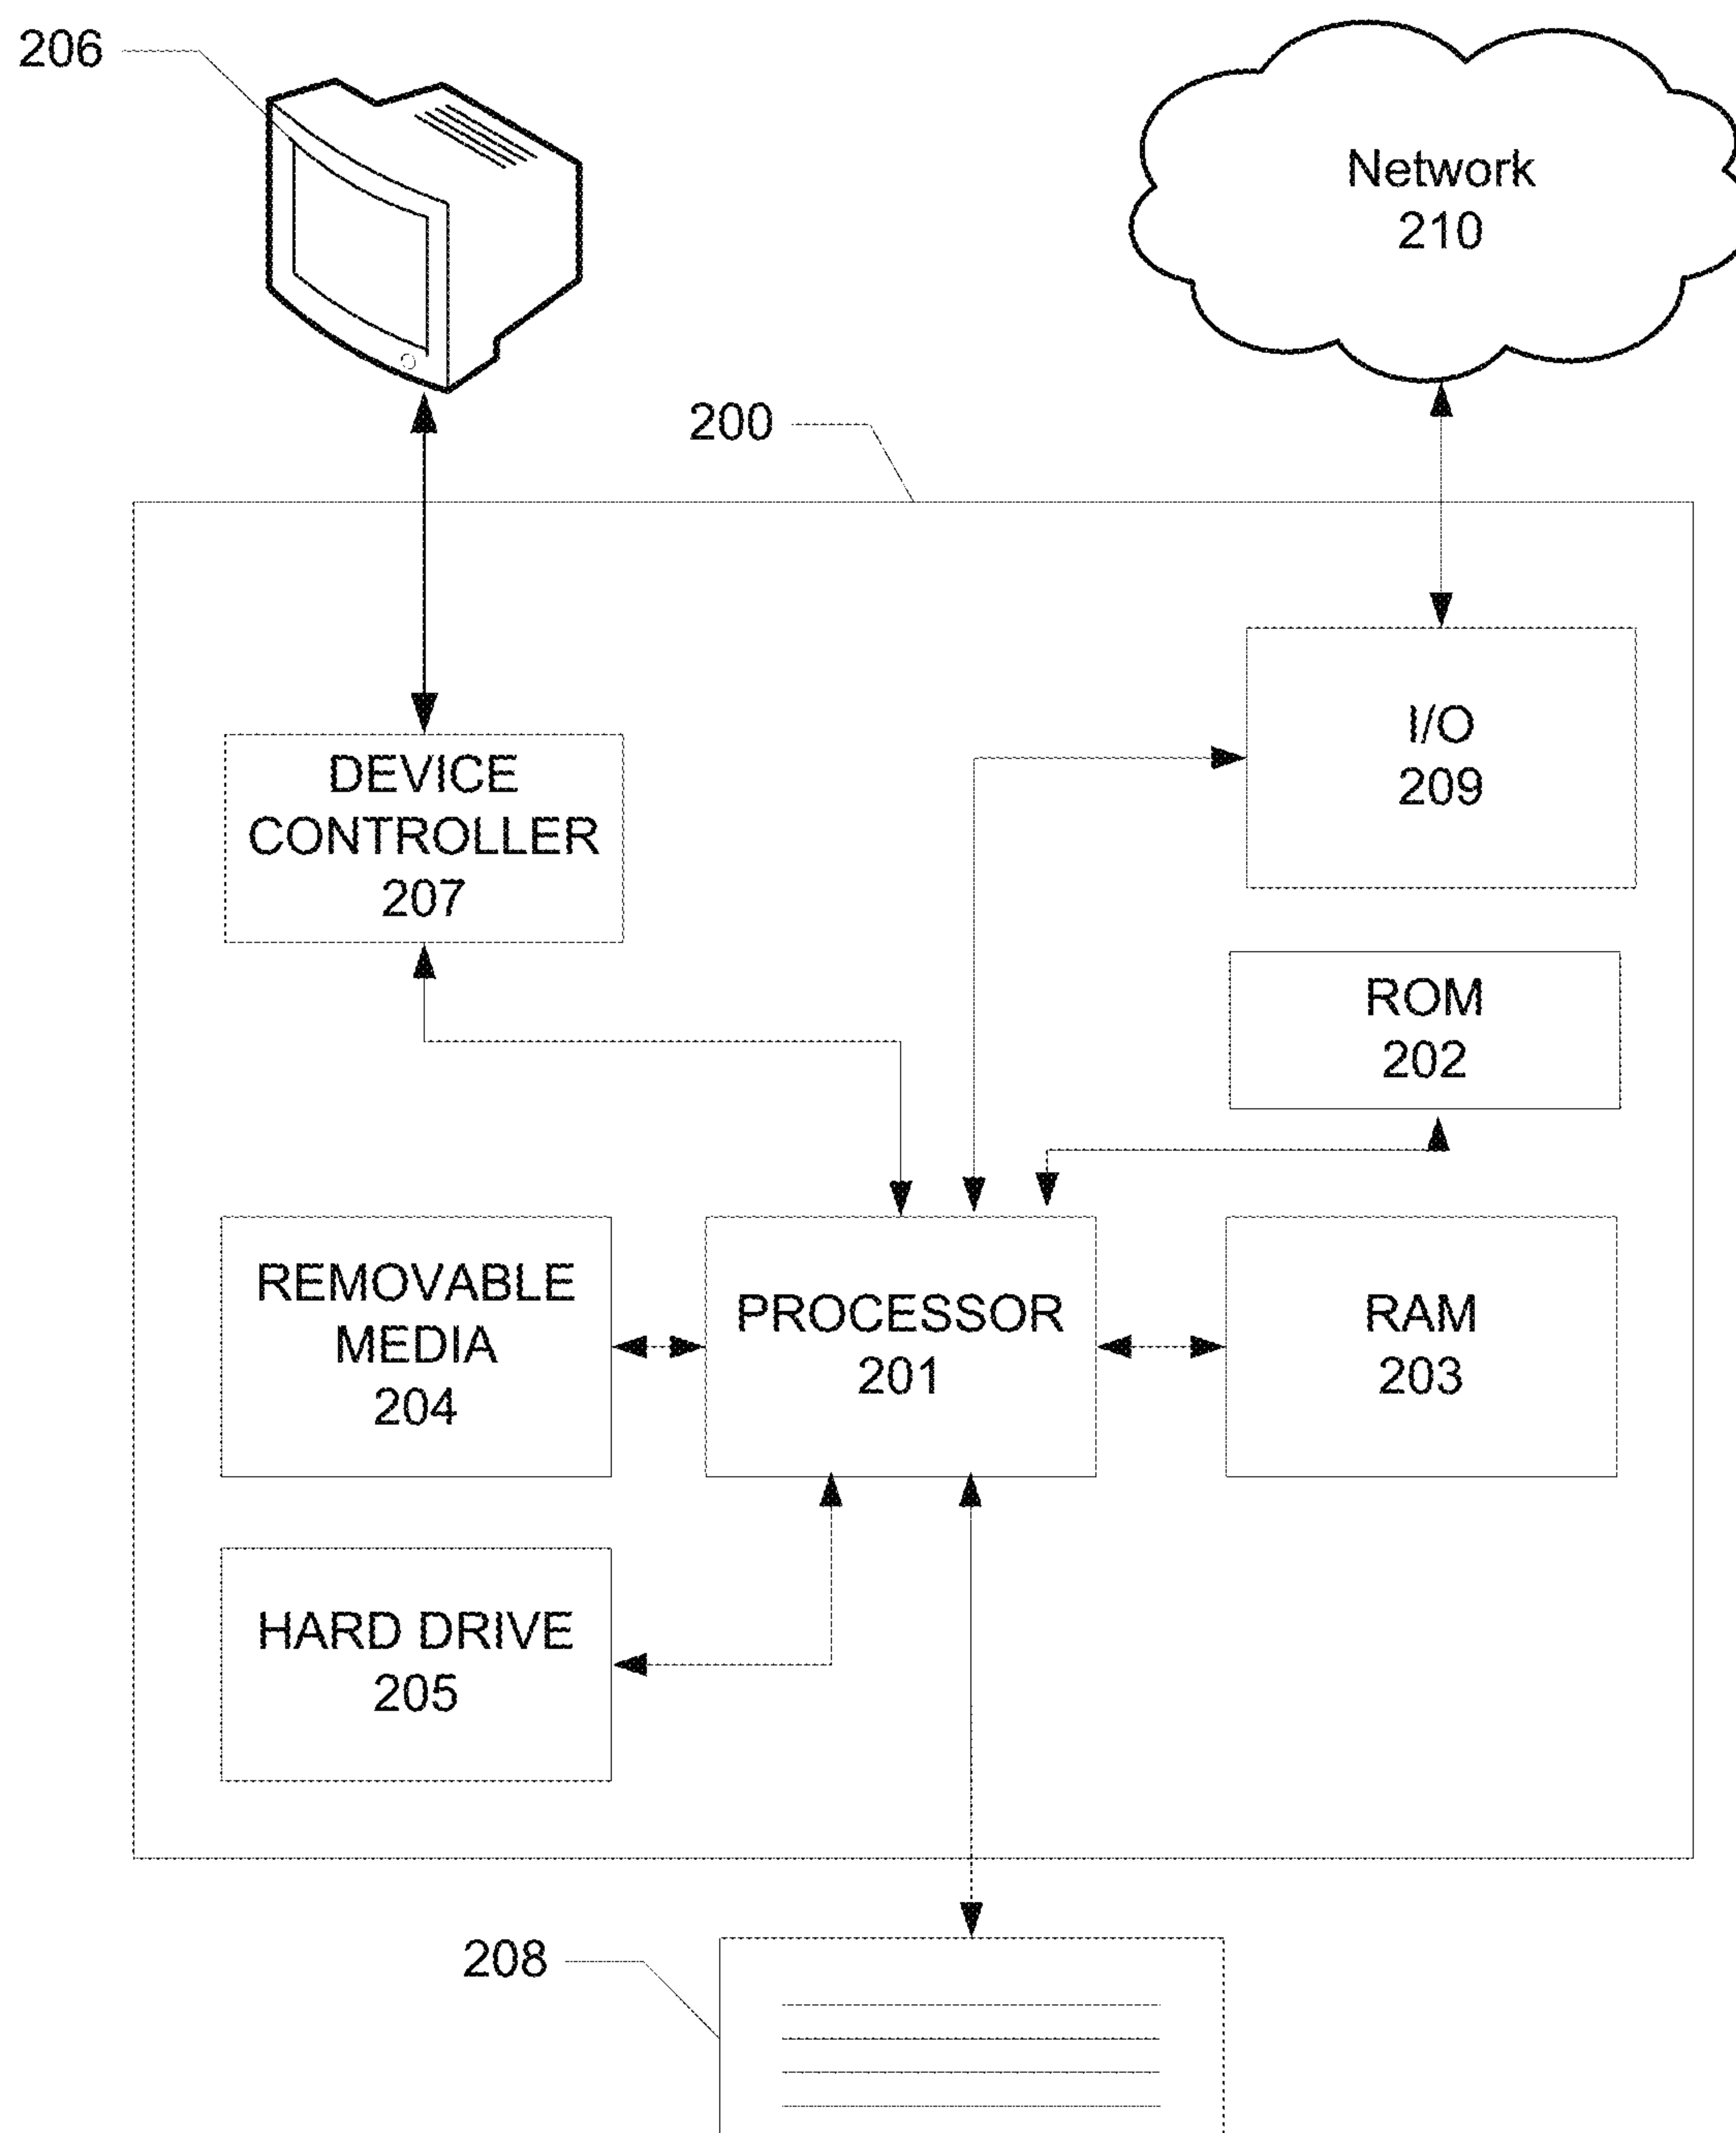 206
Network
210
200
DEVICE
CONTROLLER
207
I/O
209
ROM
202
REMOVABLE
MEDIA
204
PROCESSOR
201
RAM
203
HARD DRIVE
205
208